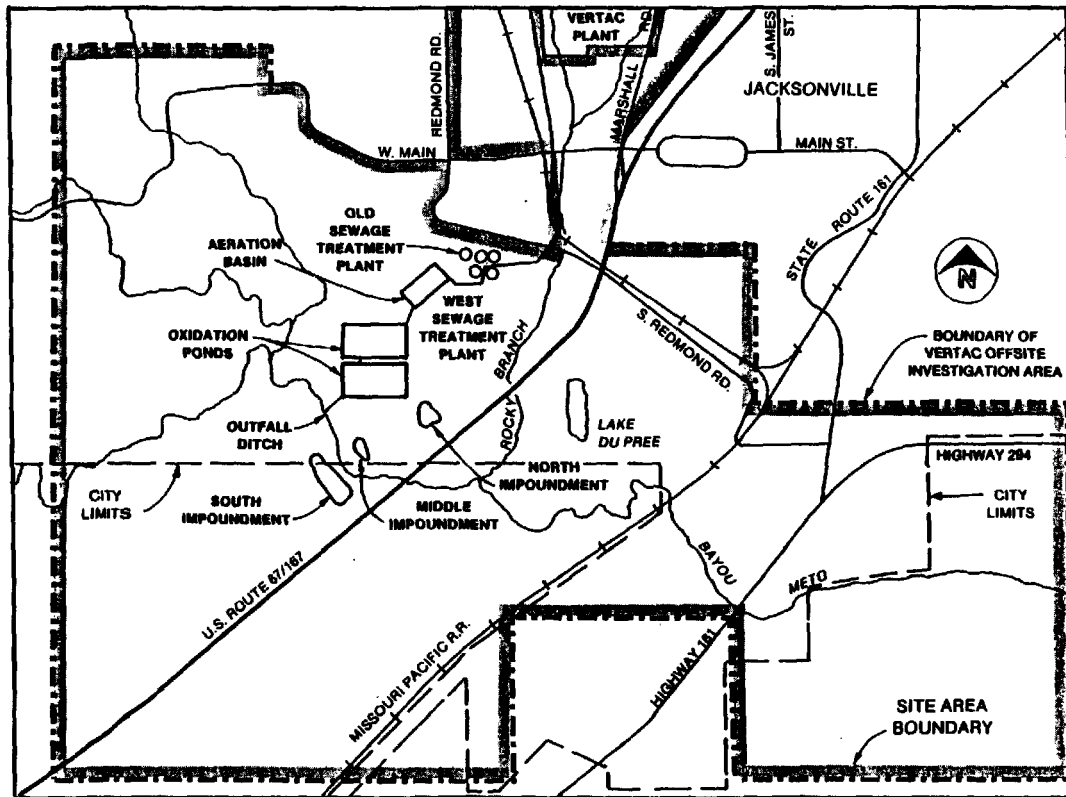 VERTAC
PLANT
REDMOND RD.
MARSHALL
RD.
S. JAMES
ST.
JACKSONVILLE
W. MAIN
MAIN ST.
STATE ROUTE 161
OLD
SEWAGE
TREATMENT
PLANT
AERATION
BASIN
WEST
SEWAGE
TREATMENT
PLANT
OXIDATION
PONDS
ROCKY BRANCH
S. REDMOND RD.
N
BOUNDARY OF
VERTAC OFFSITE
INVESTIGATION AREA
OUTFALL
DITCH
LAKE
DU PREE
HIGHWAY 294
CITY
LIMITS
SOUTH
IMPOUNDMENT
MIDDLE
IMPOUNDMENT
NORTH
IMPOUNDMENT
CITY
LIMITS
BAYOU
METO
U.S. ROUTE 67/167
MISSOURI PACIFIC R.R.
HIGHWAY 161
SITE AREA
BOUNDARY